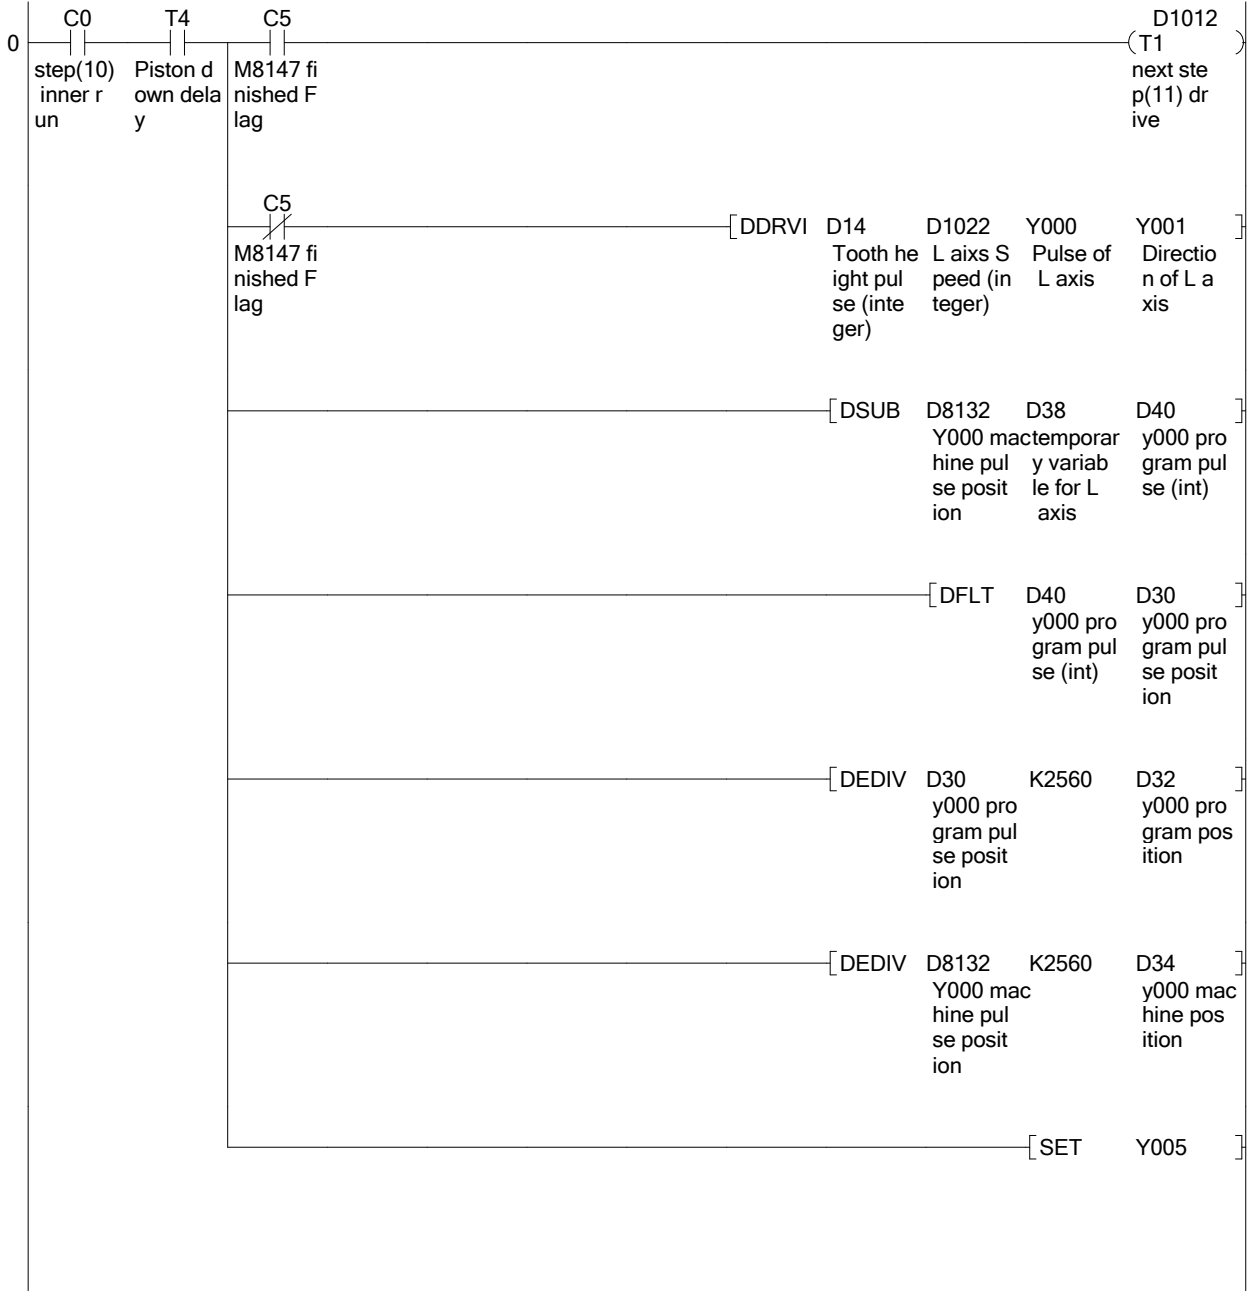 C0 T4 C5 D1012
0 T1
step(10) Piston d M8147 fi next ste
inner r own dela nished F p(11) dr
un y lag ive
C5
DDRVI D14 D1022 Y000 Y001
M8147 fi Tooth he L aixs S Pulse of Directio
nished F ight pul peed (in L axis n of L a
lag se (inte teger) xis
ger)
DSUB D8132 D38 D40
Y000 mac temporar y000 pro
hine pul y variab gram pul
se posit le for L se (int)
ion axis
DFLT D40 D30
y000 pro y000 pro
gram pul gram pul
se (int) se posit
ion
DEDIV D30 K2560 D32
y000 pro y000 pro
gram pul gram pos
se posit ition
ion
DEDIV D8132 K2560 D34
Y000 mac y000 mac
hine pul hine pos
se posit ition
ion
SET Y005